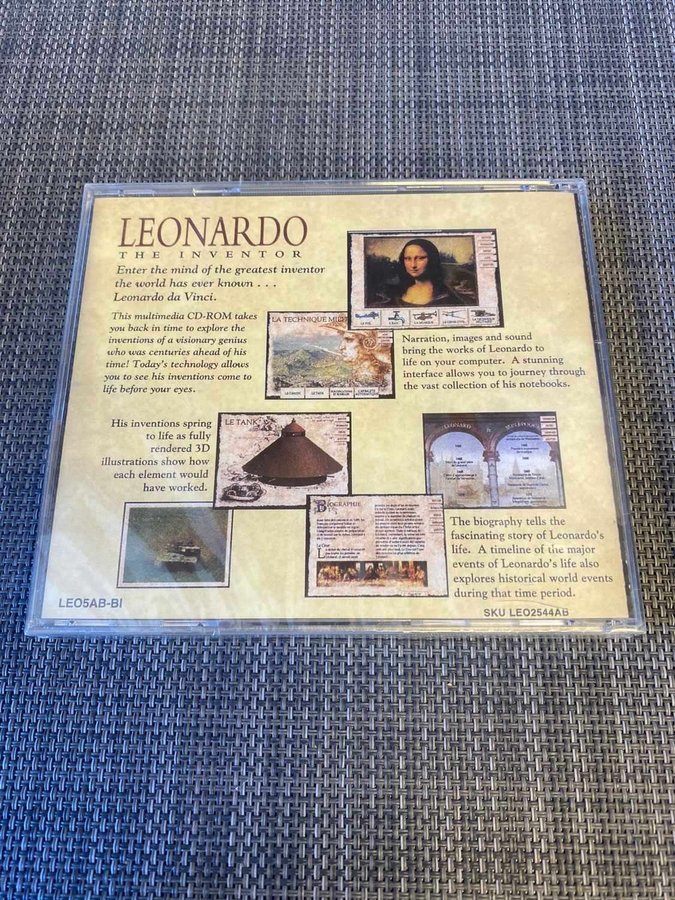 LEONARDO
THE INVENTOR
Enter the mind of the greatest inventor
the world has ever known . . .
Leonardo da Vinci.
This multimedia CD-ROM takes
you back in time to explore the
inventions of a visionary genius
who was centuries ahead of his
time! Today's technology allows
you to see his inventions come to
life before your eyes.
LA TECHNIQUE
Narration, images and sound
bring the works of Leonardo to
life on your computer. A stunning
interface allows you to journey through
the vast collection of his notebooks.
His inventions spring
to life as fully
rendered 3D
illustrations show how
each element would
have worked.
LE TANK
LEONARDO
BIOGRAPHIE
The biography tells the
fascinating story of Leonardo's
life. A timeline of the major
events of Leonardo's life also
explores historical world events
during that time period.
LEO5AB-BI
SKU LEO2544AB